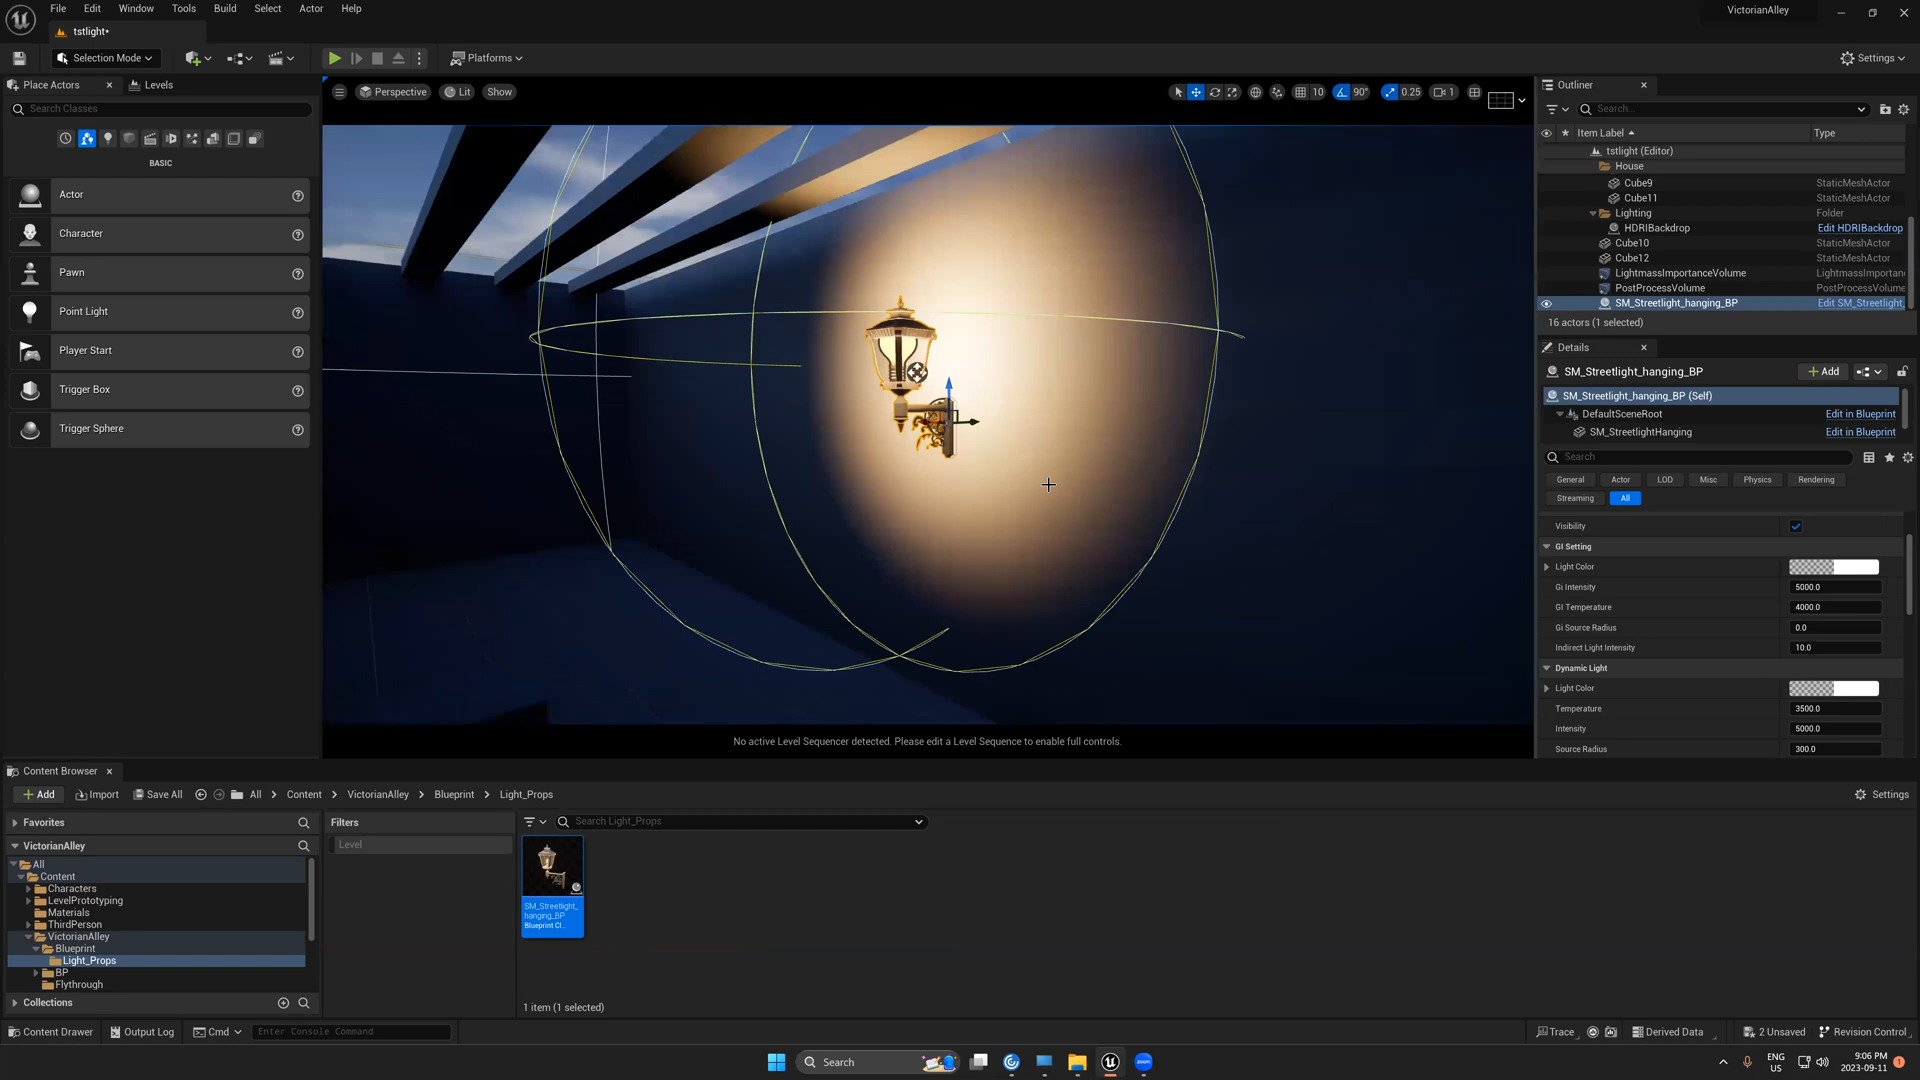 File Edit Window Tools Build Select Actor Help
VictorianAlley
tstlight•
Selection Mode
Platforms
Settings
Place Actors
Levels
Search Classes
BASIC
Actor
Character
Pawn
Point Light
Player Start
Trigger Box
Trigger Sphere
Perspective Lit Show
10 90° 0.25 1
No active Level Sequencer detected. Please edit a Level Sequence to enable full controls.
Outliner
Search...
Item Label Type
tstlight (Editor)
House
Cube9 StaticMeshActor
Cube11 StaticMeshActor
Lighting Folder
HDRIBackdrop Edit HDRIBackdrop
Cube10 StaticMeshActor
Cube12 StaticMeshActor
LightmassImportanceVolume LightmassImportan
PostProcessVolume PostProcessVolume
SM_Streetlight_hanging_BP Edit SM_Streetlight_
16 actors (1 selected)
Details
SM_Streetlight_hanging_BP
Add
SM_Streetlight_hanging_BP (Self)
DefaultSceneRoot Edit in Blueprint
SM_StreetlightHanging Edit in Blueprint
Search
General Actor LOD Misc Physics Rendering
Streaming All
Visibility
GI Setting
Light Color
Gi Intensity 5000.0
GI Temperature 4000.0
Gi Source Radius 0.0
Indirect Light Intensity 10.0
Dynamic Light
Light Color
Temperature 3500.0
Intensity 5000.0
Source Radius 300.0
Content Browser
Add Import Save All All Content VictorianAlley Blueprint Light_Props
Settings
Favorites
VictorianAlley
All
Content
Characters
LevelPrototyping
Materials
ThirdPerson
VictorianAlley
Blueprint
Light_Props
BP
Flythrough
Collections
Filters
Level
Search Light_Props
SM_Streetlight_
hanging_BP
Blueprint Cl...
1 item (1 selected)
Content Drawer Output Log Cmd Enter Console Command
Trace Derived Data 2 Unsaved Revision Control
Search
zoom
ENG
US
9:06 PM
2023-09-11
1